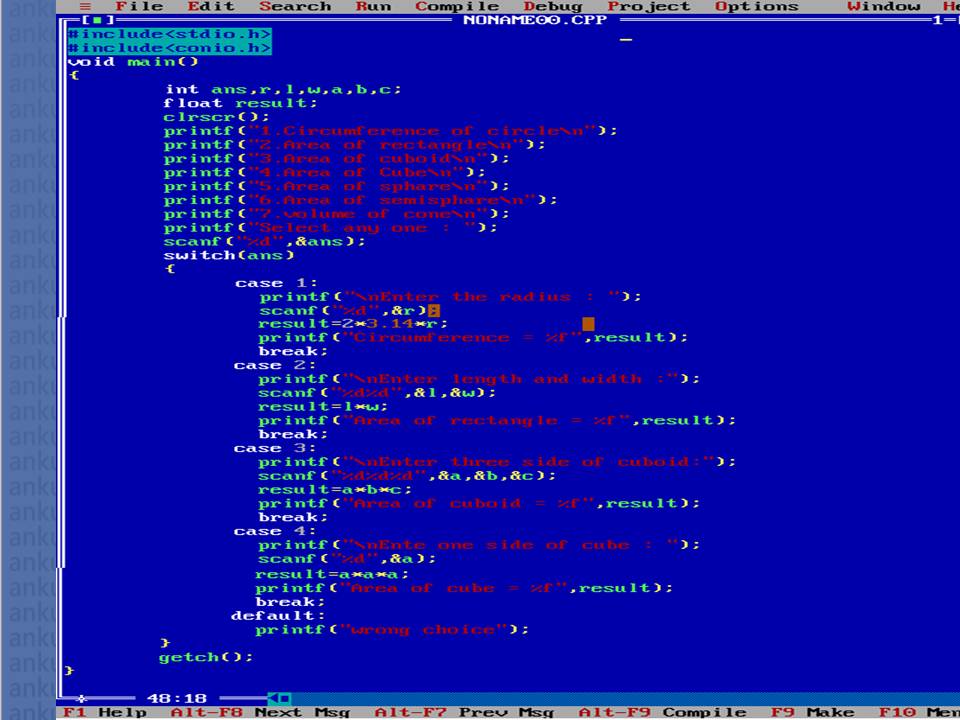 ≡ File Edit Search Run Compile Debug Project Options Window He
[■] NONAME00.CPP 1=[
#include<stdio.h>
#include<conio.h>
void main()
{
int ans,r,l,w,a,b,c;
float result;
clrscr();
printf("1.Circumference of circle\n");
printf("2.Area of rectangle\n");
printf("3.Area of cuboid\n");
printf("4.Area of Cube\n");
printf("5.Area of sphare\n");
printf("6.Area of semisphare\n");
printf("7.volume of cone\n");
printf("Select any one : ");
scanf("%d",&ans);
switch(ans)
{
case 1:
printf("\nEnter the radius : ");
scanf("%d",&r);
result=2*3.14*r;
printf("Circumference = %f",result);
break;
case 2:
printf("\nEnter length and width :");
scanf("%d%d",&l,&w);
result=l*w;
printf("Area of rectangle = %f",result);
break;
case 3:
printf("\nEnter three side of cuboid:");
scanf("%d%d%d",&a,&b,&c);
result=a*b*c;
printf("Area of cuboid = %f",result);
break;
case 4:
printf("\nEnte one side of cube : ");
scanf("%d",&a);
result=a*a*a;
printf("Area of cube = %f",result);
break;
default:
printf("wrong choice");
}
getch();
}
* 48:18
F1 Help Alt-F8 Next Msg Alt-F7 Prev Msg Alt-F9 Compile F9 Make F10 Men